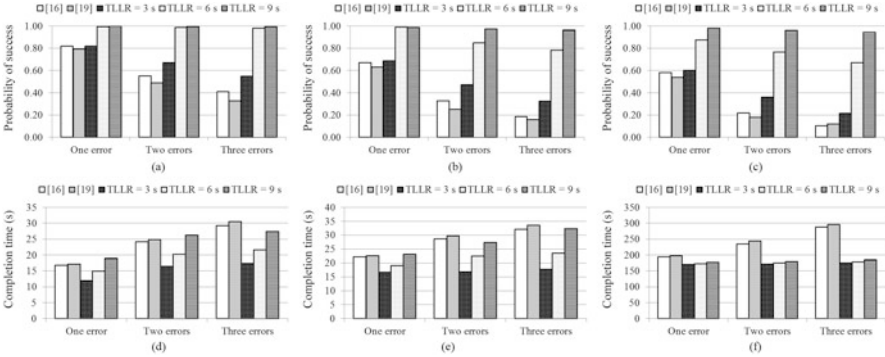 [16] [19] TLLR = 3 s TLLR = 6 s TLLR = 9 s
Probability of success
1.00
0.80
0.60
0.40
0.20
0.00
One error Two errors Three errors
(a)
[16] [19] TLLR = 3 s TLLR = 6 s TLLR = 9 s
Probability of success
1.00
0.80
0.60
0.40
0.20
0.00
One error Two errors Three errors
(b)
[16] [19] TLLR = 3 s TLLR = 6 s TLLR = 9 s
Probability of success
1.00
0.80
0.60
0.40
0.20
0.00
One error Two errors Three errors
(c)
[16] [19] TLLR = 3 s TLLR = 6 s TLLR = 9 s
Completion time (s)
35
30
25
20
15
10
5
0
One error Two errors Three errors
(d)
[16] [19] TLLR = 3 s TLLR = 6 s TLLR = 9 s
Completion time (s)
40
35
30
25
20
15
10
5
0
One error Two errors Three errors
(e)
[16] [19] TLLR = 3 s TLLR = 6 s TLLR = 9 s
Completion time (s)
350
300
250
200
150
100
50
0
One error Two errors Three errors
(f)